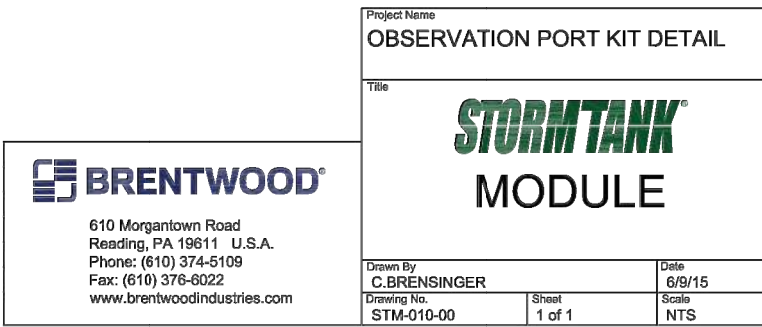 Project Name
OBSERVATION PORT KIT DETAIL
Title
STORMTANK®
MODULE
BRENTWOOD®
610 Morgantown Road
Reading, PA 19611 U.S.A.
Phone: (610) 374-5109
Fax: (610) 376-6022
www.brentwoodindustries.com
Drawn By
C.BRENSINGER
Date
6/9/15
Drawing No.
STM-010-00
Sheet
1 of 1
Scale
NTS